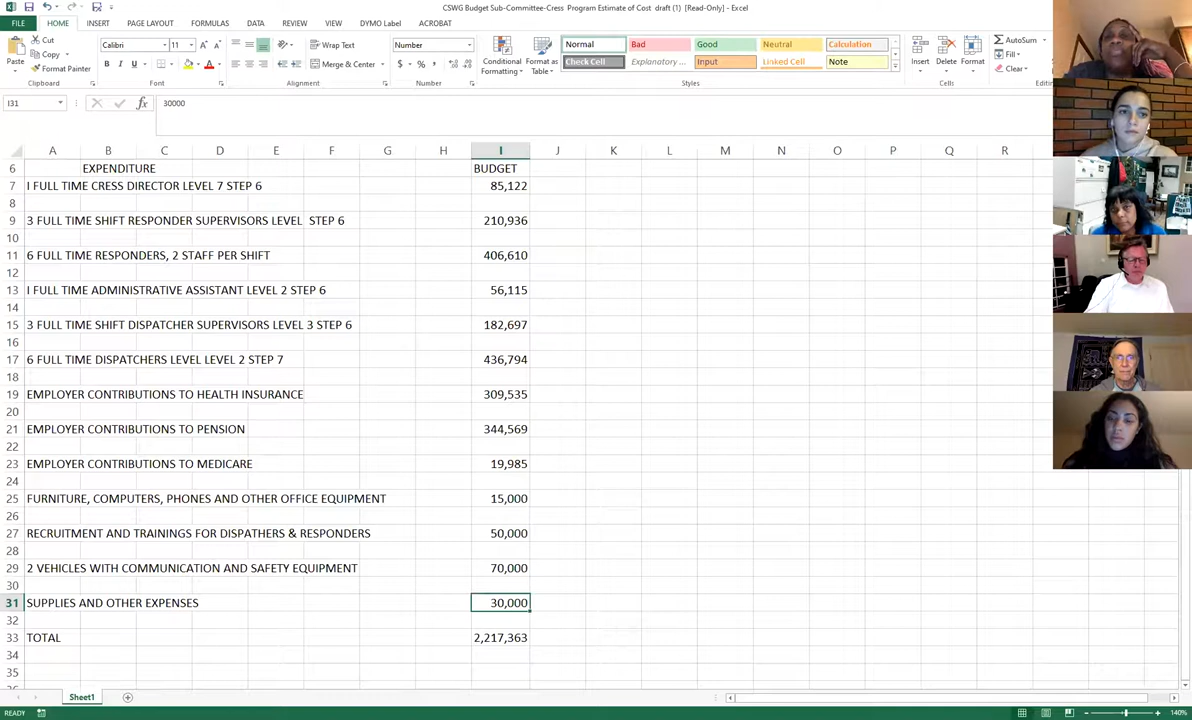 CSWG Budget Sub-Committee-Cress Program Estimate of Cost draft (1) [Read-Only] - Excel
FILE HOME INSERT PAGE LAYOUT FORMULAS DATA REVIEW VIEW DYMO Label ACROBAT
Cut
Copy
Format Painter
Paste
Calibri 11
B I U
Wrap Text
Merge & Center
Number
$ % ,
Conditional Formatting
Format as Table
Normal Bad Good Neutral Calculation
Check Cell Explanatory ... Input Linked Cell Note
Insert Delete Format
AutoSum
Fill
Clear
Clipboard Font Alignment Number Styles Cells Editin
I31 fx 30000
A B C D E F G H I J K L M N O P Q R
6 EXPENDITURE BUDGET
7 I FULL TIME CRESS DIRECTOR LEVEL 7 STEP 6 85,122
8
9 3 FULL TIME SHIFT RESPONDER SUPERVISORS LEVEL STEP 6 210,936
10
11 6 FULL TIME RESPONDERS, 2 STAFF PER SHIFT 406,610
12
13 I FULL TIME ADMINISTRATIVE ASSISTANT LEVEL 2 STEP 6 56,115
14
15 3 FULL TIME SHIFT DISPATCHER SUPERVISORS LEVEL 3 STEP 6 182,697
16
17 6 FULL TIME DISPATCHERS LEVEL LEVEL 2 STEP 7 436,794
18
19 EMPLOYER CONTRIBUTIONS TO HEALTH INSURANCE 309,535
20
21 EMPLOYER CONTRIBUTIONS TO PENSION 344,569
22
23 EMPLOYER CONTRIBUTIONS TO MEDICARE 19,985
24
25 FURNITURE, COMPUTERS, PHONES AND OTHER OFFICE EQUIPMENT 15,000
26
27 RECRUITMENT AND TRAININGS FOR DISPATHERS & RESPONDERS 50,000
28
29 2 VEHICLES WITH COMMUNICATION AND SAFETY EQUIPMENT 70,000
30
31 SUPPLIES AND OTHER EXPENSES 30,000
32
33 TOTAL 2,217,363
34
35
Sheet1
READY 140%